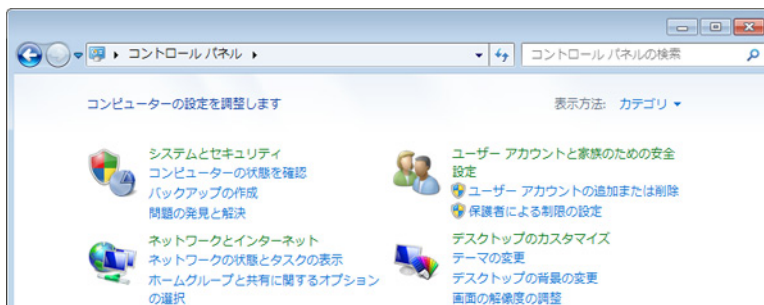 コントロール パネル
コントロール パネルの検索
コンピューターの設定を調整します
表示方法: カテゴリ
システムとセキュリティ
コンピューターの状態を確認
バックアップの作成
問題の発見と解決
ネットワークとインターネット
ネットワークの状態とタスクの表示
ホームグループと共有に関するオプション
の選択
ユーザー アカウントと家族のための安全
設定
ユーザー アカウントの追加または削除
保護者による制限の設定
デスクトップのカスタマイズ
テーマの変更
デスクトップの背景の変更
画面の解像度の調整